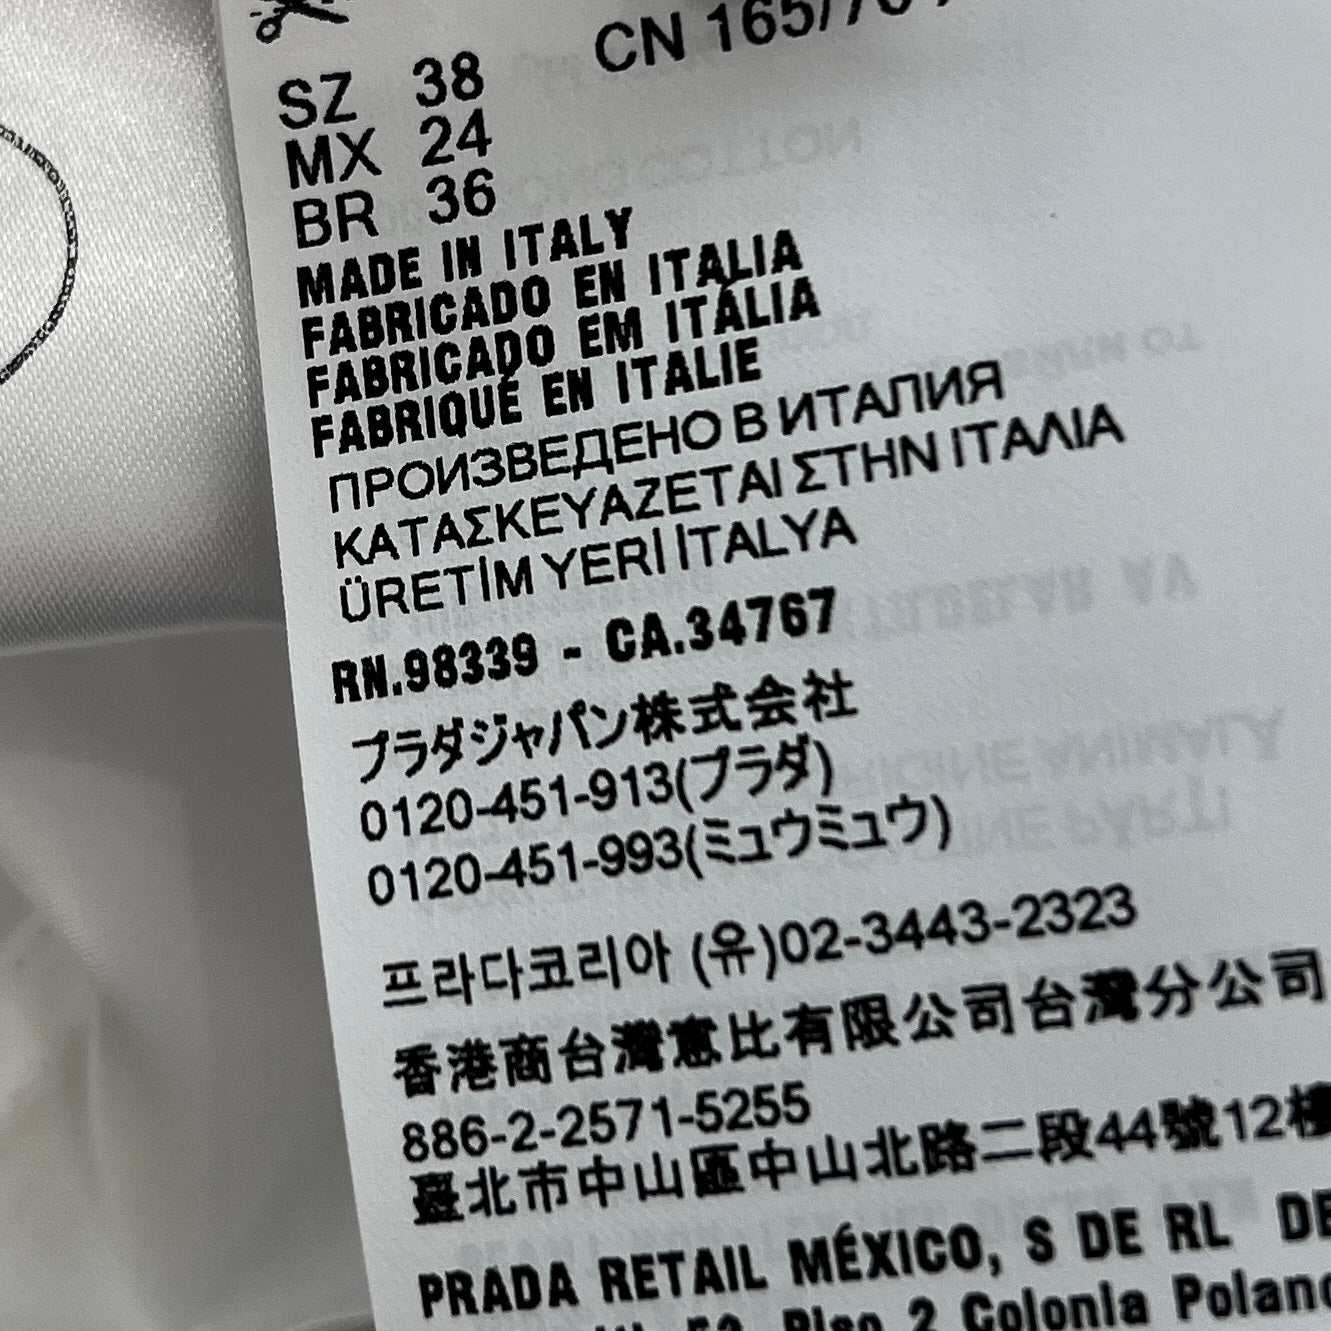 CN 165/70
SZ 38
MX 24
BR 36
MADE IN ITALY
FABRICADO EN ITALIA
FABRICADO EM ITÁLIA
FABRIQUÉ EN ITALIE
ПРОИЗВЕДЕНО В ИТАЛИЯ
ΚΑΤΑΣΚΕΥΑΖΕΤΑΙ ΣΤΗΝ ΙΤΑΛΙΑ
ÜRETİM YERİ İTALYA
RN.98339 - CA.34767
プラダジャパン株式会社
0120-451-913(プラダ)
0120-451-993(ミュウミュウ)
프라다코리아 (유)02-3443-2323
香港商台灣意比有限公司台灣分公司
886-2-2571-5255
臺北市中山區中山北路二段44號12樓
PRADA RETAIL MÉXICO, S DE RL DE
53, Piso 2 Colonia Polanc